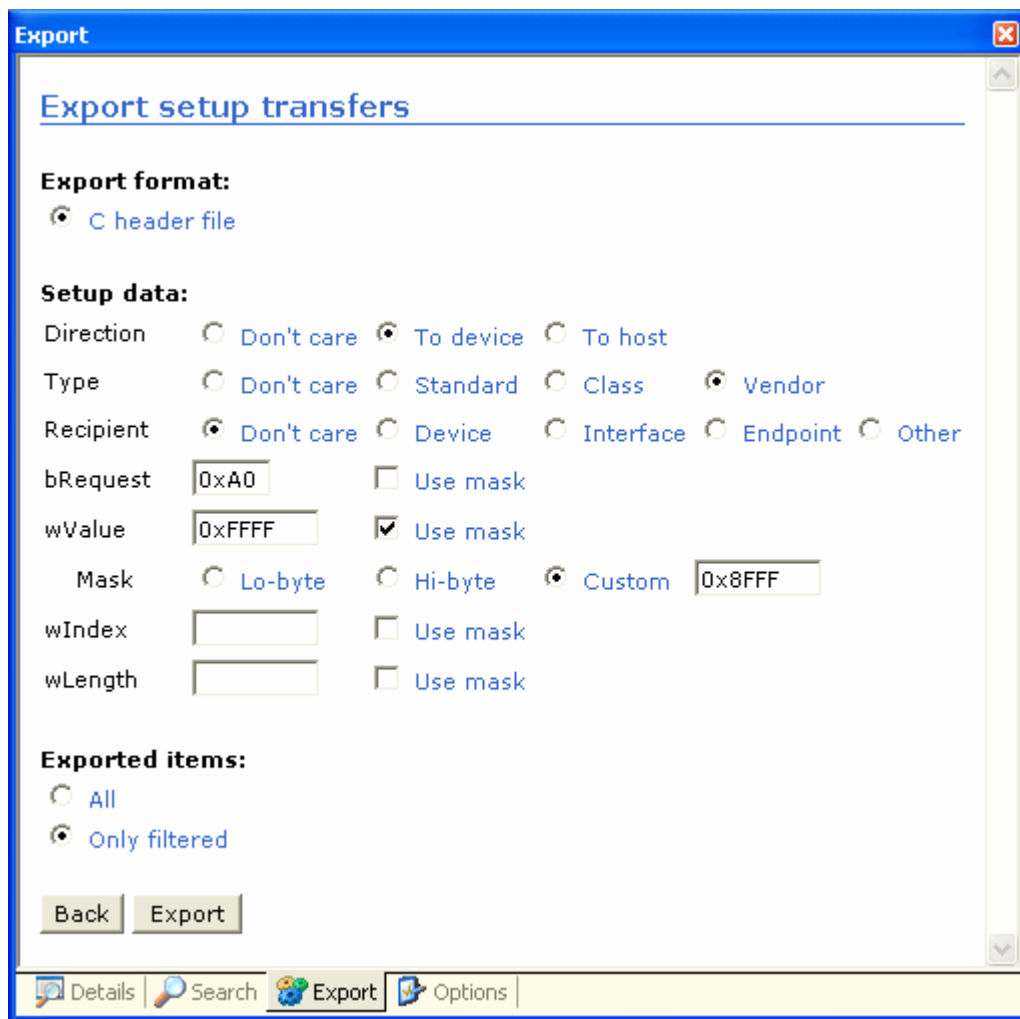 Export
Export setup transfers
Export format:
C header file
Setup data:
Direction Don't care To device To host
Type Don't care Standard Class Vendor
Recipient Don't care Device Interface Endpoint Other
bRequest 0xA0 Use mask
wValue 0xFFFF Use mask
Mask Lo-byte Hi-byte Custom 0x8FFF
wIndex Use mask
wLength Use mask
Exported items:
All
Only filtered
Back Export
Details Search Export Options